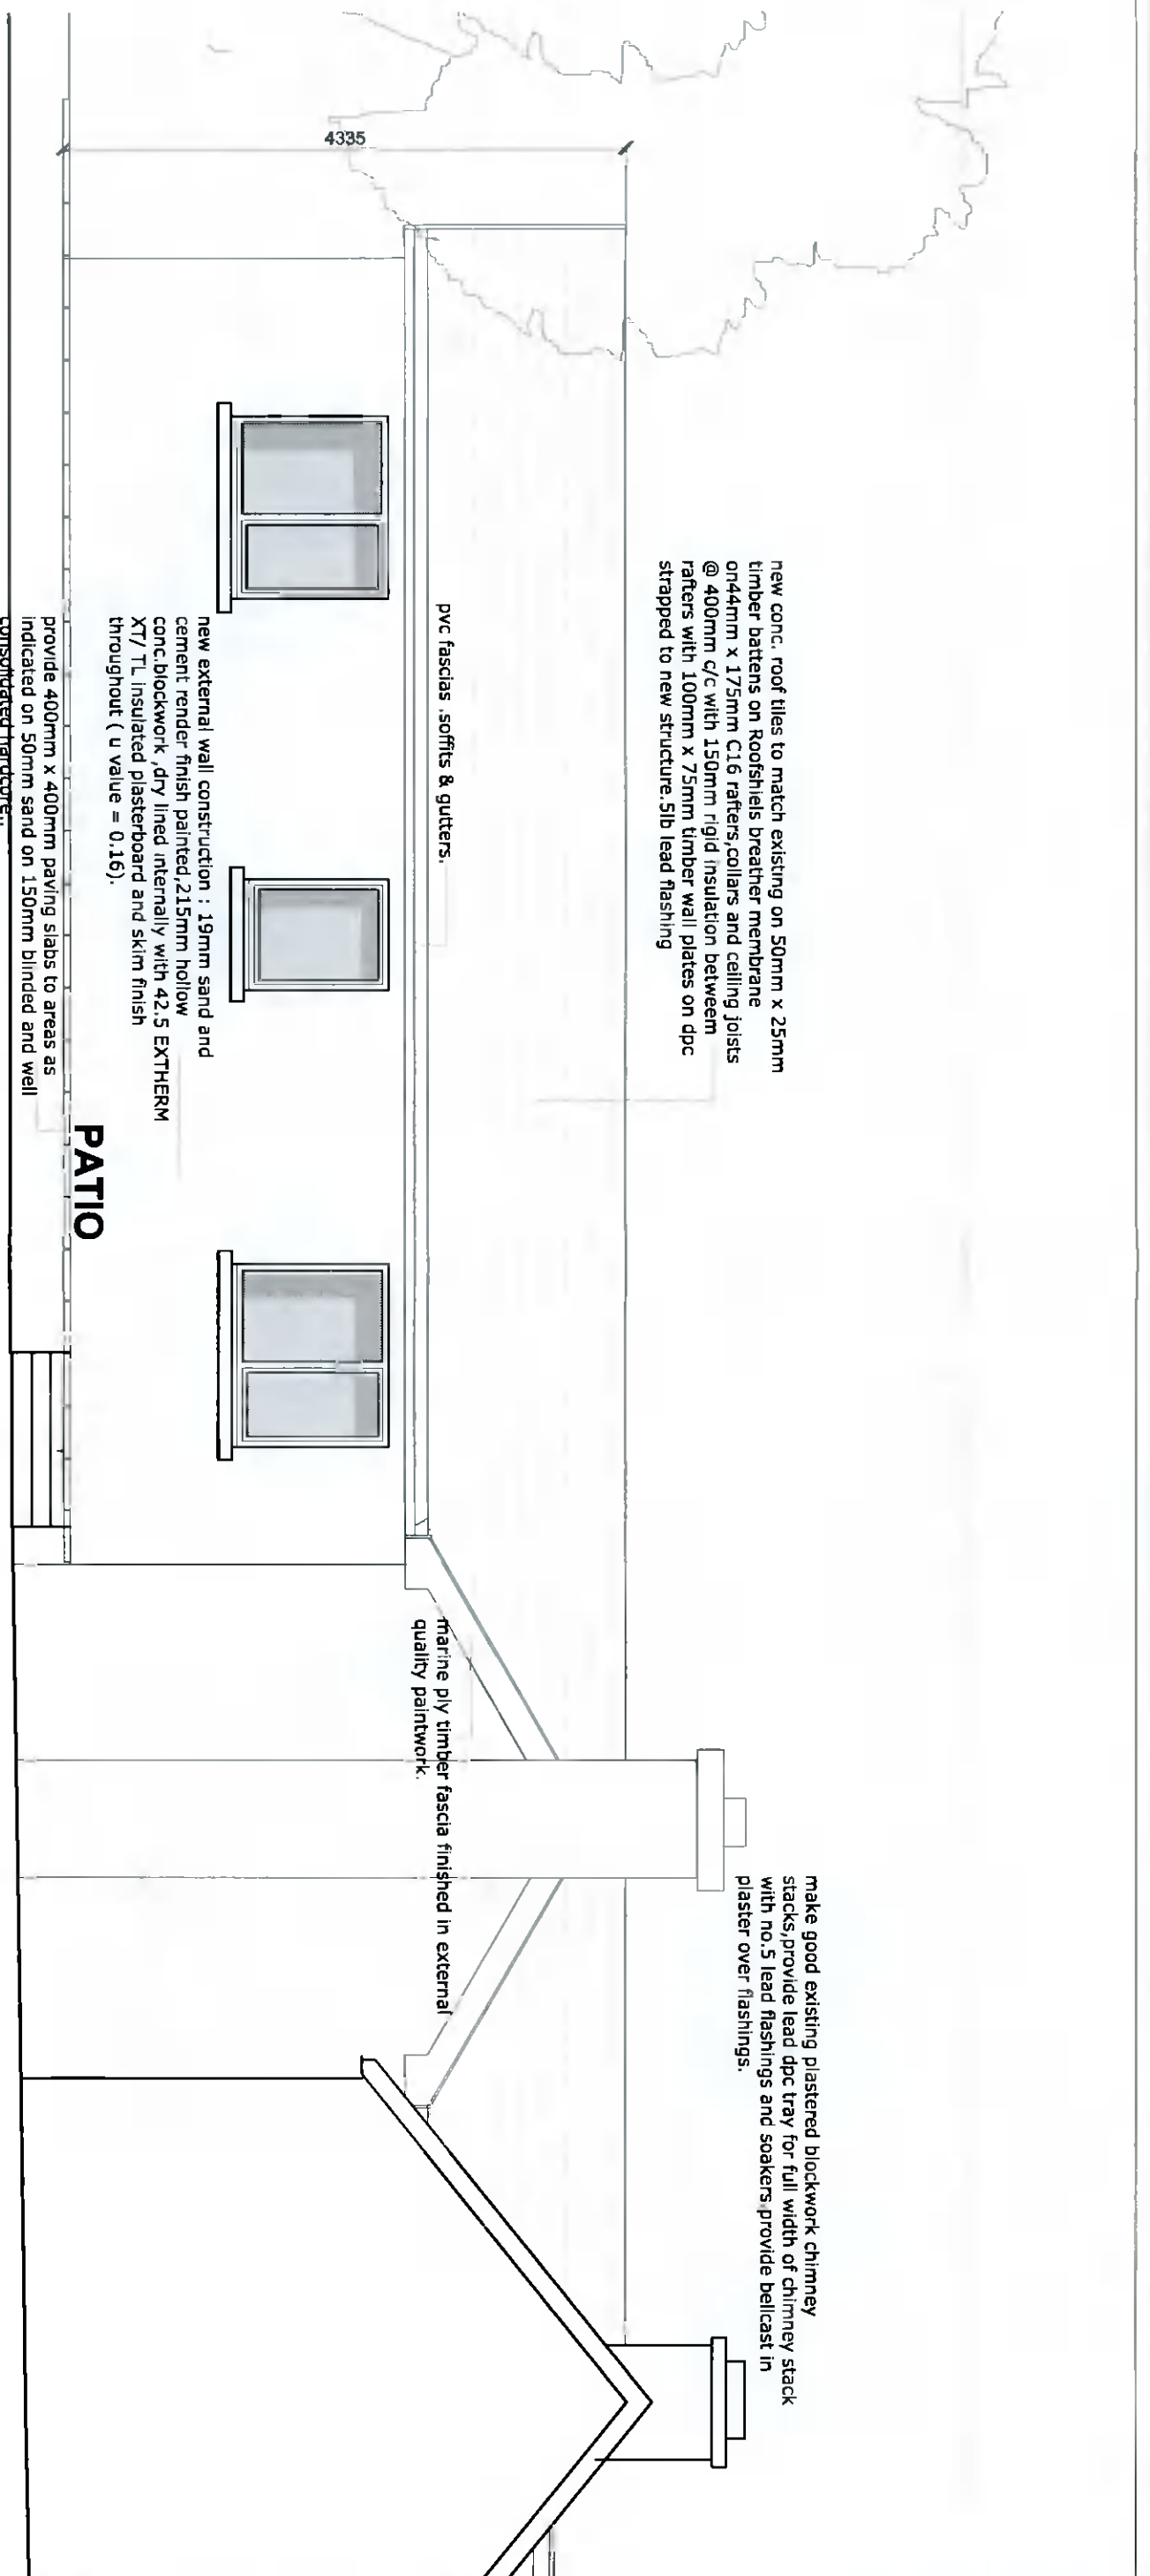 4335
new conc. roof tiles to match existing on 50mm x 25mm
timber battens on Roofshiels breather membrane
on44mm x 175mm C16 rafters,collars and ceiling joists
@ 400mm c/c with 150mm rigid insulation betweem
rafters with 100mm x 75mm timber wall plates on dpc
strapped to new structure.5lb lead flashing
pvc fascias .soffits & gutters.
new external wall construction : 19mm sand and
cement render finish painted,215mm hollow
conc.blockwork ,dry lined internally with 42.5 EXTHERM
XT/ TL insulated plasterboard and skim finish
throughout ( u value = 0.16).
provide 400mm x 400mm paving slabs to areas as
indicated on 50mm sand on 150mm blinded and well
consolidated hardcore..
PATIO
marine ply timber fascia finished in external
quality paintwork.
make good existing plastered blockwork chimney
stacks,provide lead dpc tray for full width of chimney stack
with no.5 lead flashings and soakers.provide bellcast in
plaster over flashings.